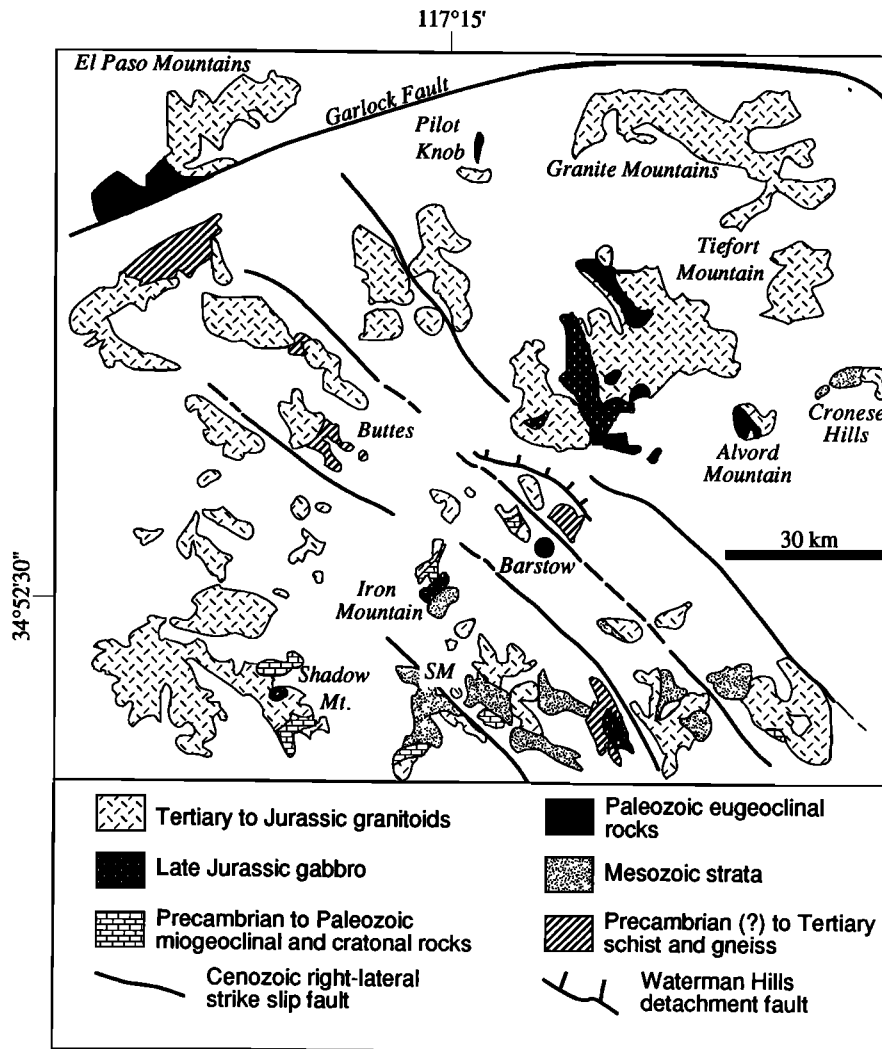 117°15'
El Paso Mountains
Garlock Fault
Pilot
Knob
Granite Mountains
Tiefort
Mountain
Cronese
Hills
Buttes
Alvord
Mountain
30 km
Barstow
34°52'30"
Iron
Mountain
SM
Shadow
Mt.
Tertiary to Jurassic granitoids
Late Jurassic gabbro
Precambrian to Paleozoic
miogeoclinal and cratonal rocks
Cenozoic right-lateral
strike slip fault
Paleozoic eugeoclinal
rocks
Mesozoic strata
Precambrian (?) to Tertiary
schist and gneiss
Waterman Hills
detachment fault